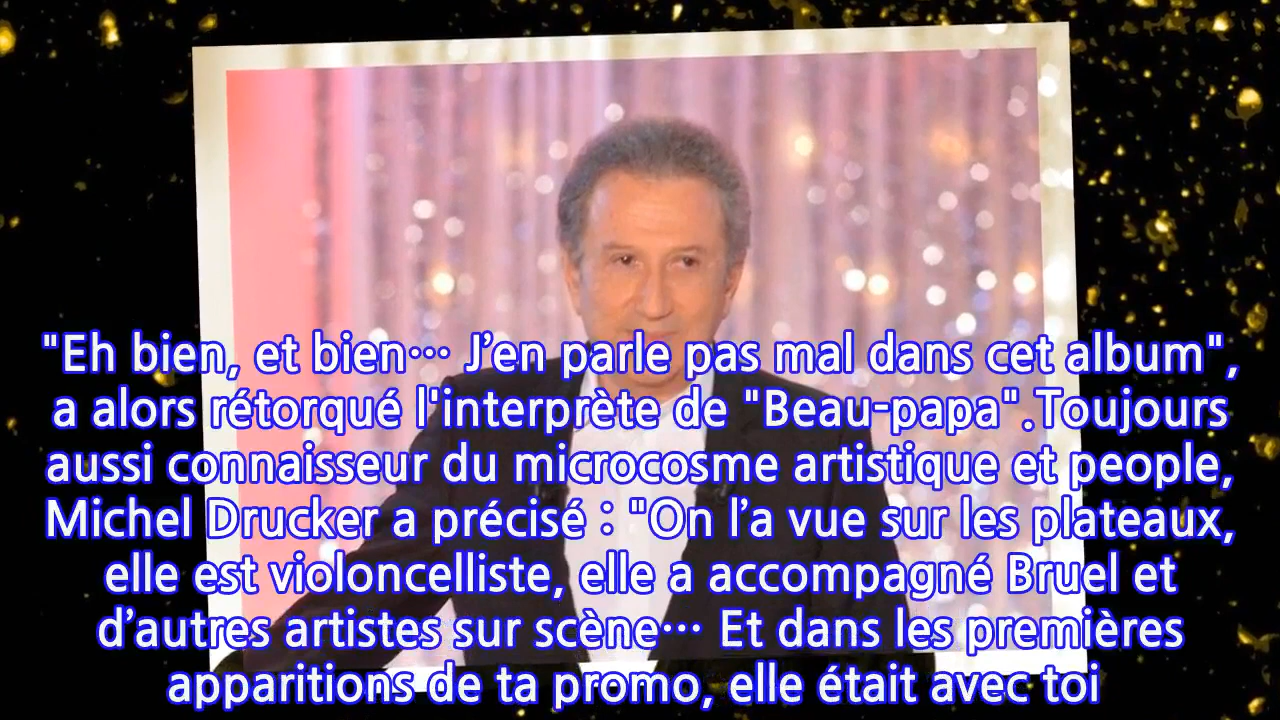 "Eh bien, et bien… J’en parle pas mal dans cet album",
a alors rétorqué l'interprète de "Beau-papa".Toujours
aussi connaisseur du microcosme artistique et people,
Michel Drucker a précisé : "On l’a vue sur les plateaux,
elle est violoncelliste, elle a accompagné Bruel et
d’autres artistes sur scène… Et dans les premières
apparitions de ta promo, elle était avec toi